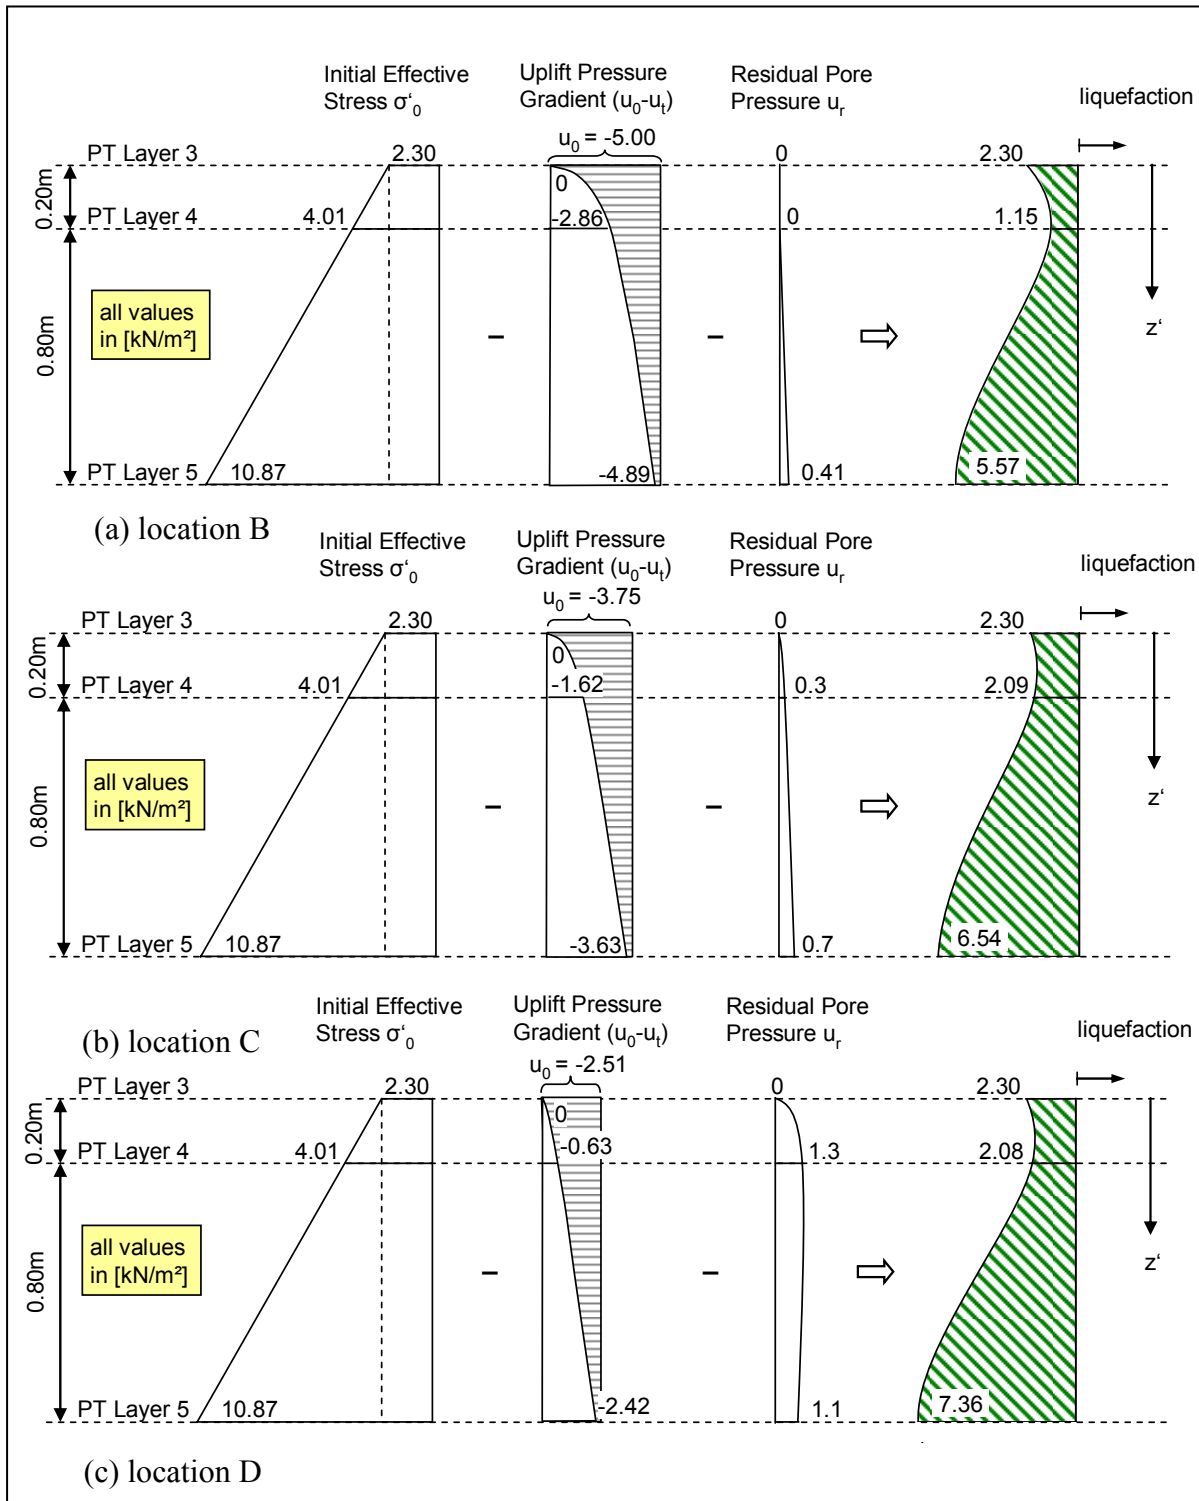 Initial Effective
Stress σ'₀
Uplift Pressure
Gradient (u₀-uₜ)
Residual Pore
Pressure uᵣ
liquefaction
u₀ = -5.00
PT Layer 3
2.30
0
0
2.30
0.20m
PT Layer 4
4.01
-2.86
0
1.15
0.80m
all values
in [kN/m²]
–
–
z'
PT Layer 5
10.87
-4.89
0.41
5.57
(a) location B
Initial Effective
Stress σ'₀
Uplift Pressure
Gradient (u₀-uₜ)
Residual Pore
Pressure uᵣ
liquefaction
u₀ = -3.75
PT Layer 3
2.30
0
0
2.30
0.20m
PT Layer 4
4.01
-1.62
0.3
2.09
0.80m
all values
in [kN/m²]
–
–
z'
PT Layer 5
10.87
-3.63
0.7
6.54
(b) location C
Initial Effective
Stress σ'₀
Uplift Pressure
Gradient (u₀-uₜ)
Residual Pore
Pressure uᵣ
liquefaction
u₀ = -2.51
PT Layer 3
2.30
0
0
2.30
0.20m
PT Layer 4
4.01
-0.63
1.3
2.08
0.80m
all values
in [kN/m²]
–
–
z'
PT Layer 5
10.87
-2.42
1.1
7.36
(c) location D